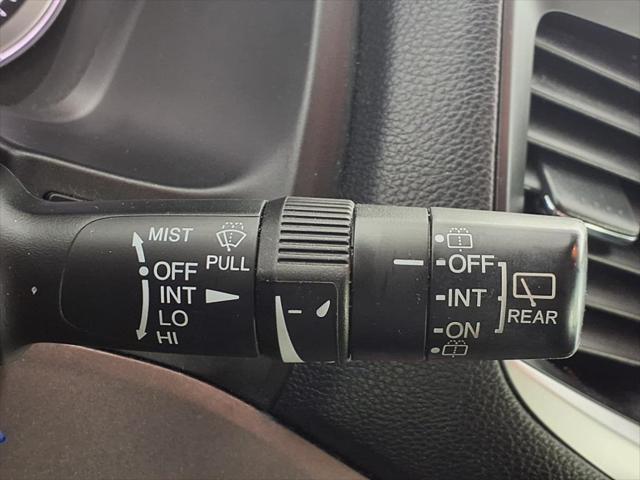 MIST
OFF
PULL
INT
LO
HI
OFF
INT
ON
REAR